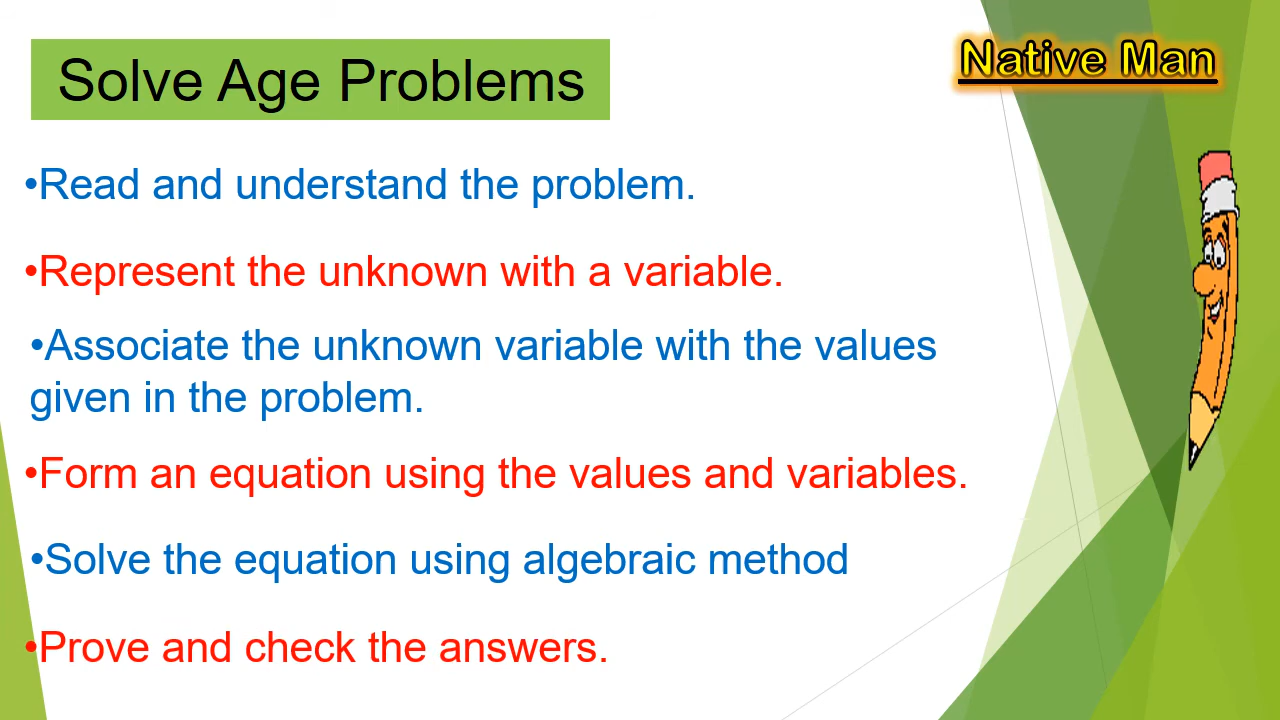 Solve Age Problems
Native Man
•Read and understand the problem.
•Represent the unknown with a variable.
•Associate the unknown variable with the values
given in the problem.
•Form an equation using the values and variables.
•Solve the equation using algebraic method
•Prove and check the answers.